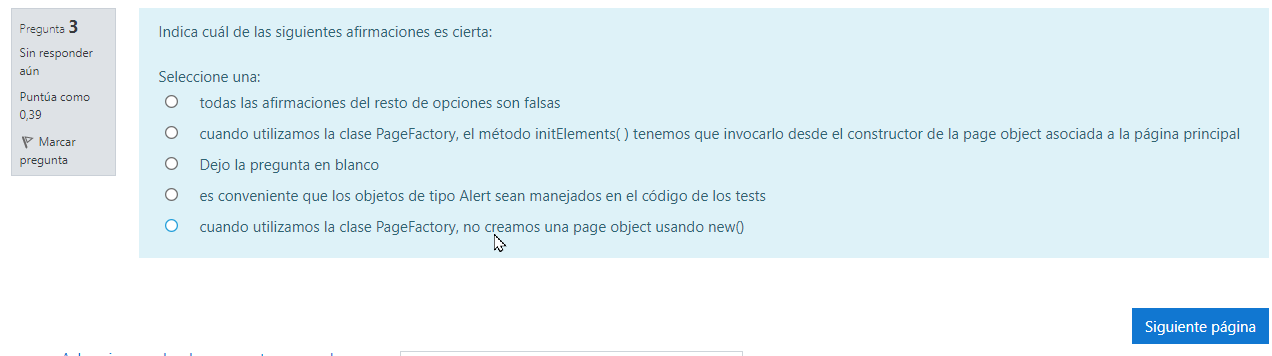 Pregunta 3
Sin responder
aún
Puntúa como
0,39
Marcar
pregunta
Indica cuál de las siguientes afirmaciones es cierta:
Seleccione una:
todas las afirmaciones del resto de opciones son falsas
cuando utilizamos la clase PageFactory, el método initElements( ) tenemos que invocarlo desde el constructor de la page object asociada a la página principal
Dejo la pregunta en blanco
es conveniente que los objetos de tipo Alert sean manejados en el código de los tests
cuando utilizamos la clase PageFactory, no creamos una page object usando new()
Siguiente página